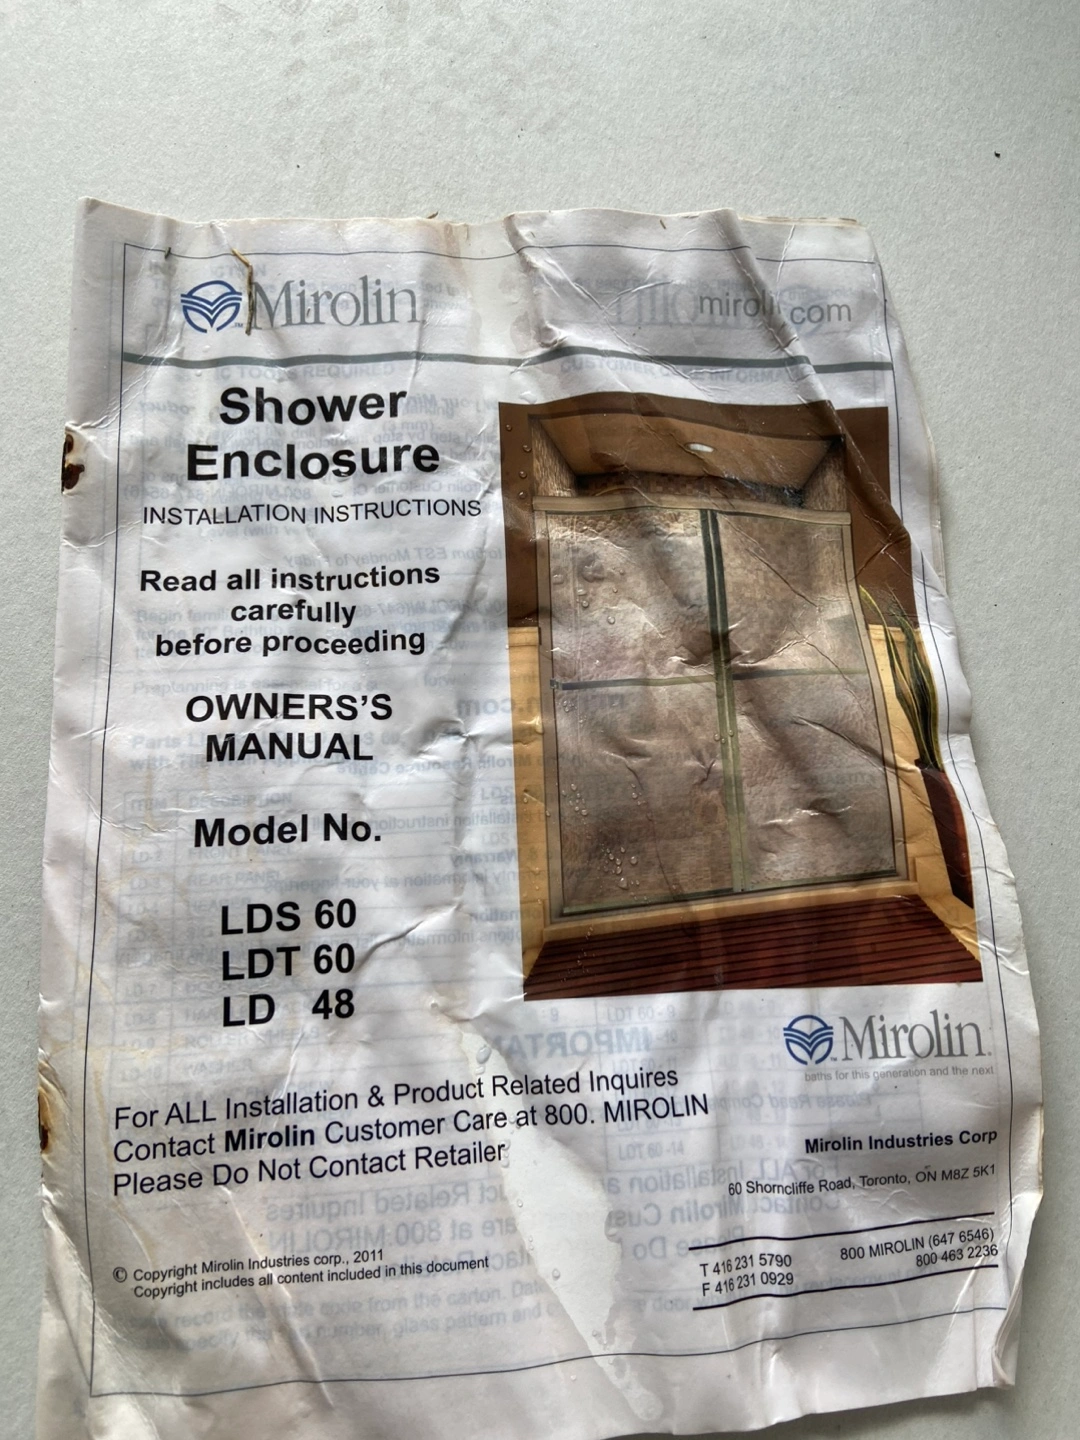 Mirolin
miroli com
Shower
Enclosure
INSTALLATION INSTRUCTIONS
Read all instructions
carefully
before proceeding
OWNERS'S
MANUAL
Model No.
LDS 60
LDT 60
LD 48
For ALL Installation & Product Related Inquires
Contact Mirolin Customer Care at 800. MIROLIN
Please Do Not Contact Retailer
© Copyright Mirolin Industries corp., 2011
Copyright includes all content included in this document
Mirolin
baths for this generation and the next
Mirolin Industries Corp
60 Shorncliffe Road, Toronto, ON M8Z 5K1
T 416 231 5790
F 416 231 0929
800 MIROLIN (647 6546)
800 463 2236